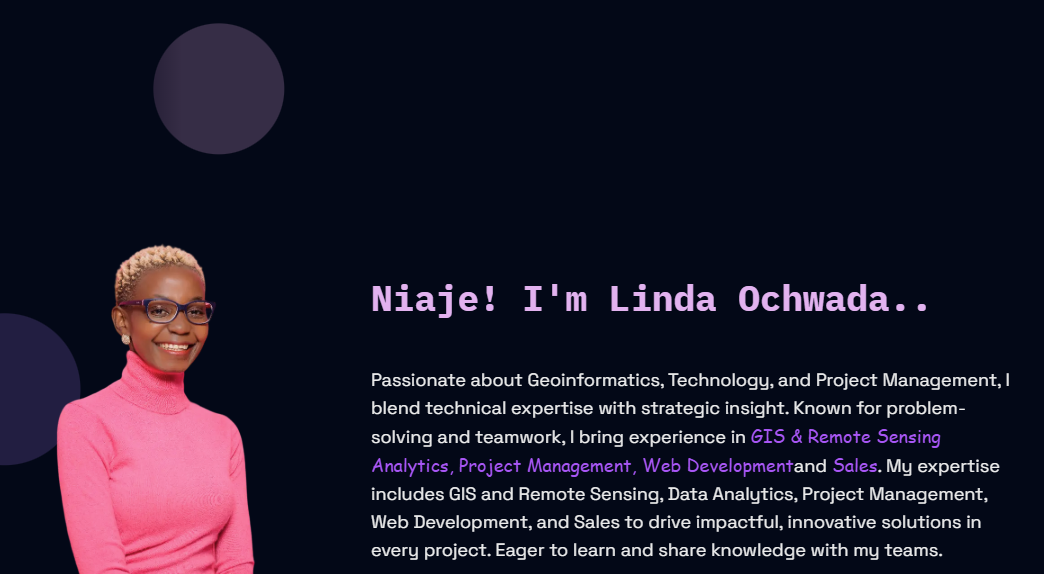 Niaje! I'm Linda Ochwada..
Passionate about Geoinformatics, Technology, and Project Management, I
blend technical expertise with strategic insight. Known for problem-
solving and teamwork, I bring experience in GIS & Remote Sensing
Analytics, Project Management, Web Developmentand Sales. My expertise
includes GIS and Remote Sensing, Data Analytics, Project Management,
Web Development, and Sales to drive impactful, innovative solutions in
every project. Eager to learn and share knowledge with my teams.